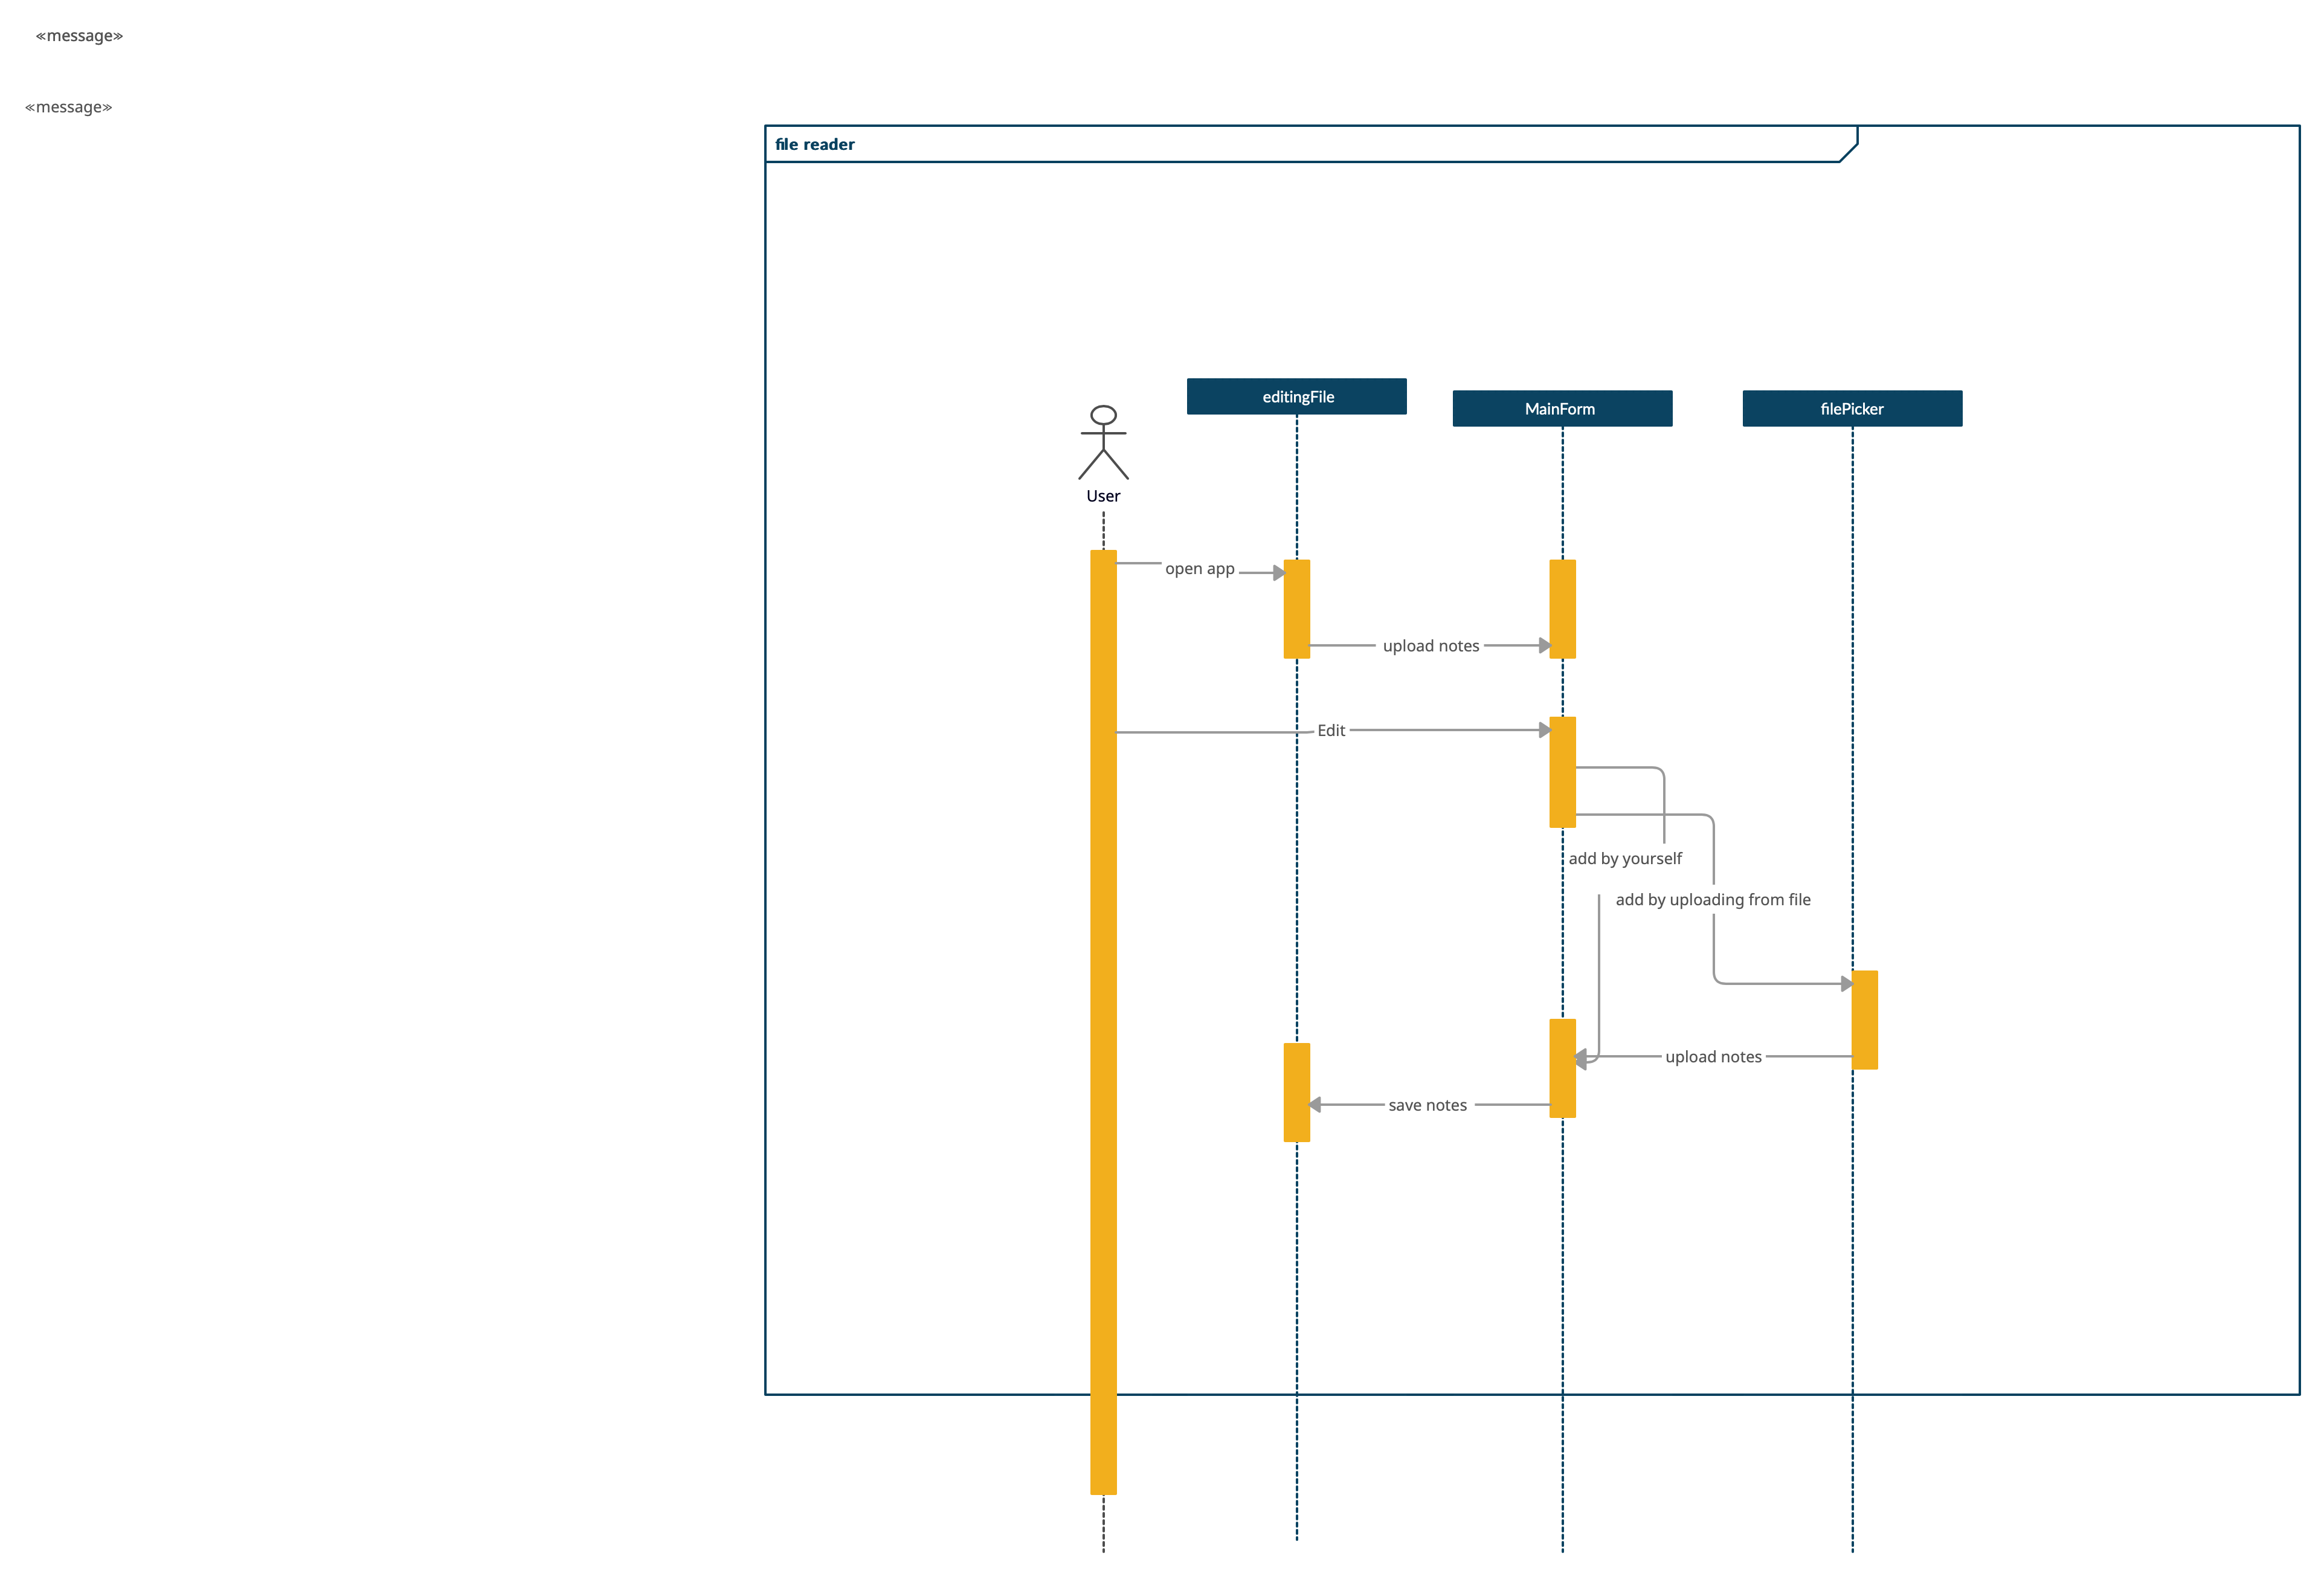 «message»
«message»
file reader
editingFile
MainForm
filePicker
User
open app
upload notes
Edit
add by yourself
add by uploading from file
upload notes
save notes